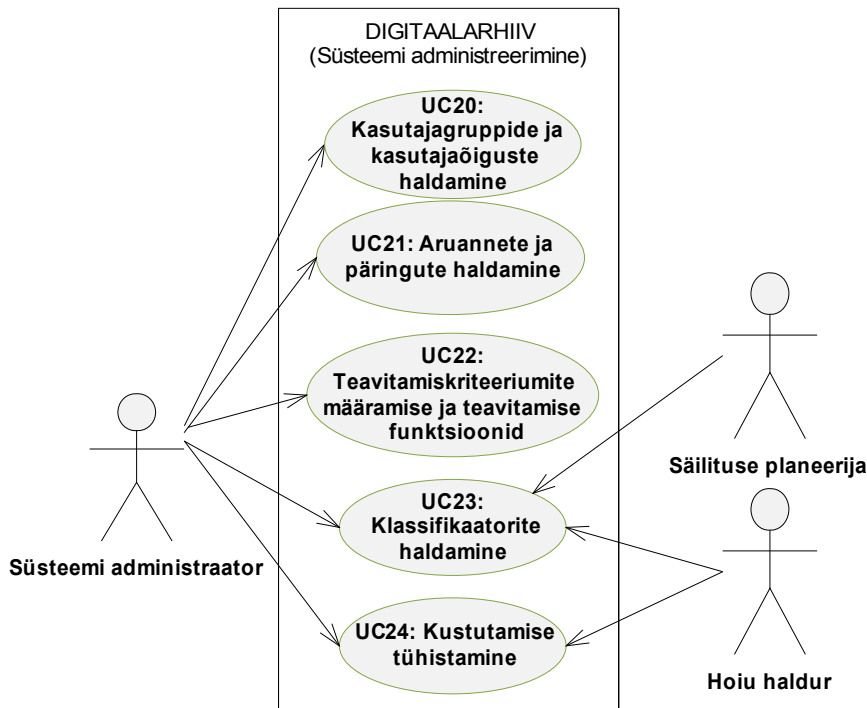 DIGITAALARHIIV
(Süsteemi administreerimine)
UC20:
Kasutajagruppide ja
kasutajaõiguste
haldamine
UC21: Aruannete ja
päringute haldamine
UC22:
Teavitamiskriteeriumite
määramise ja teavitamise
funktsioonid
Säilituse planeerija
UC23:
Klassifikaatorite
haldamine
Süsteemi administraator
UC24: Kustutamise
tühistamine
Hoiu haldur